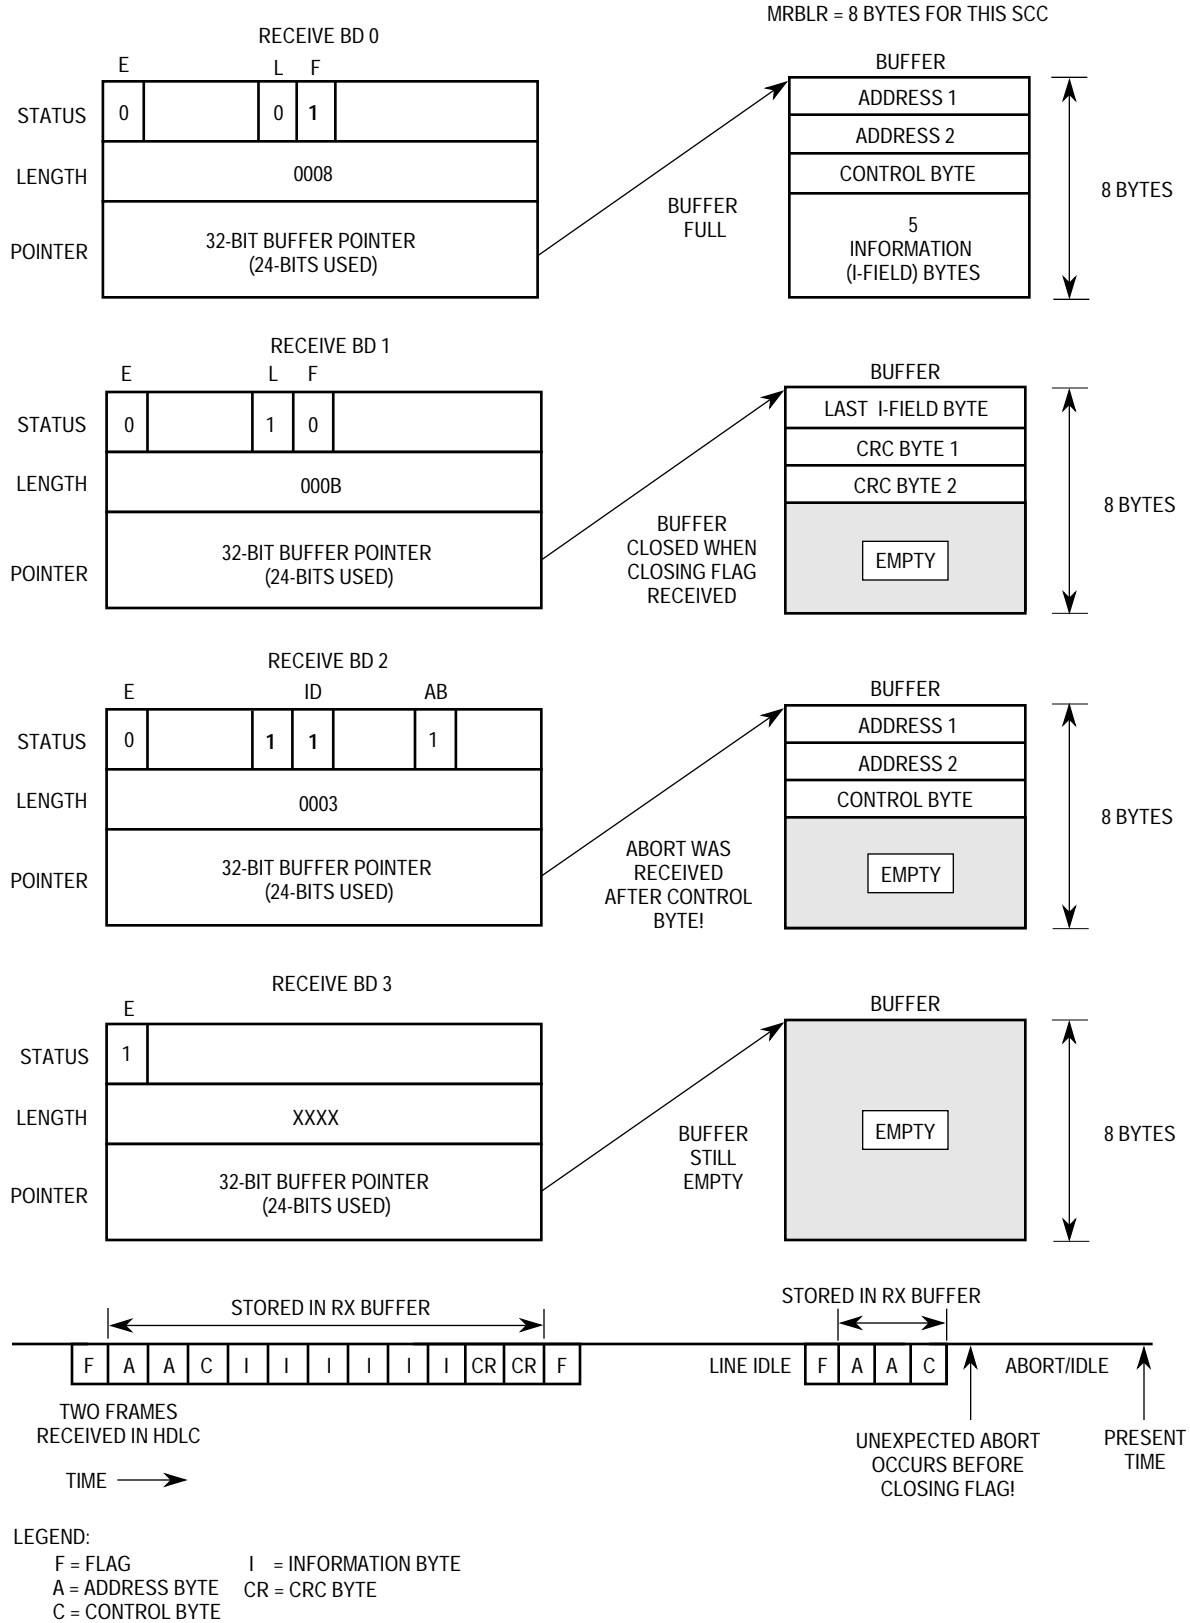 MRBLR = 8 BYTES FOR THIS SCC
RECEIVE BD 0
E L F
STATUS 0 0 1
LENGTH 0008
POINTER 32-BIT BUFFER POINTER
(24-BITS USED)
BUFFER
FULL
BUFFER
ADDRESS 1
ADDRESS 2
CONTROL BYTE
5
INFORMATION
(I-FIELD) BYTES
8 BYTES
RECEIVE BD 1
E L F
STATUS 0 1 0
LENGTH 000B
POINTER 32-BIT BUFFER POINTER
(24-BITS USED)
BUFFER
CLOSED WHEN
CLOSING FLAG
RECEIVED
BUFFER
LAST I-FIELD BYTE
CRC BYTE 1
CRC BYTE 2
EMPTY
8 BYTES
RECEIVE BD 2
E ID AB
STATUS 0 1 1 1
LENGTH 0003
POINTER 32-BIT BUFFER POINTER
(24-BITS USED)
ABORT WAS
RECEIVED
AFTER CONTROL
BYTE!
BUFFER
ADDRESS 1
ADDRESS 2
CONTROL BYTE
EMPTY
8 BYTES
RECEIVE BD 3
E
STATUS 1
LENGTH XXXX
POINTER 32-BIT BUFFER POINTER
(24-BITS USED)
BUFFER
STILL
EMPTY
BUFFER
EMPTY
8 BYTES
STORED IN RX BUFFER STORED IN RX BUFFER
F A A C I I I I I I CR CR F LINE IDLE F A A C ABORT/IDLE
TWO FRAMES
RECEIVED IN HDLC
TIME
UNEXPECTED ABORT
OCCURS BEFORE
CLOSING FLAG!
PRESENT
TIME
LEGEND:
F = FLAG I = INFORMATION BYTE
A = ADDRESS BYTE CR = CRC BYTE
C = CONTROL BYTE